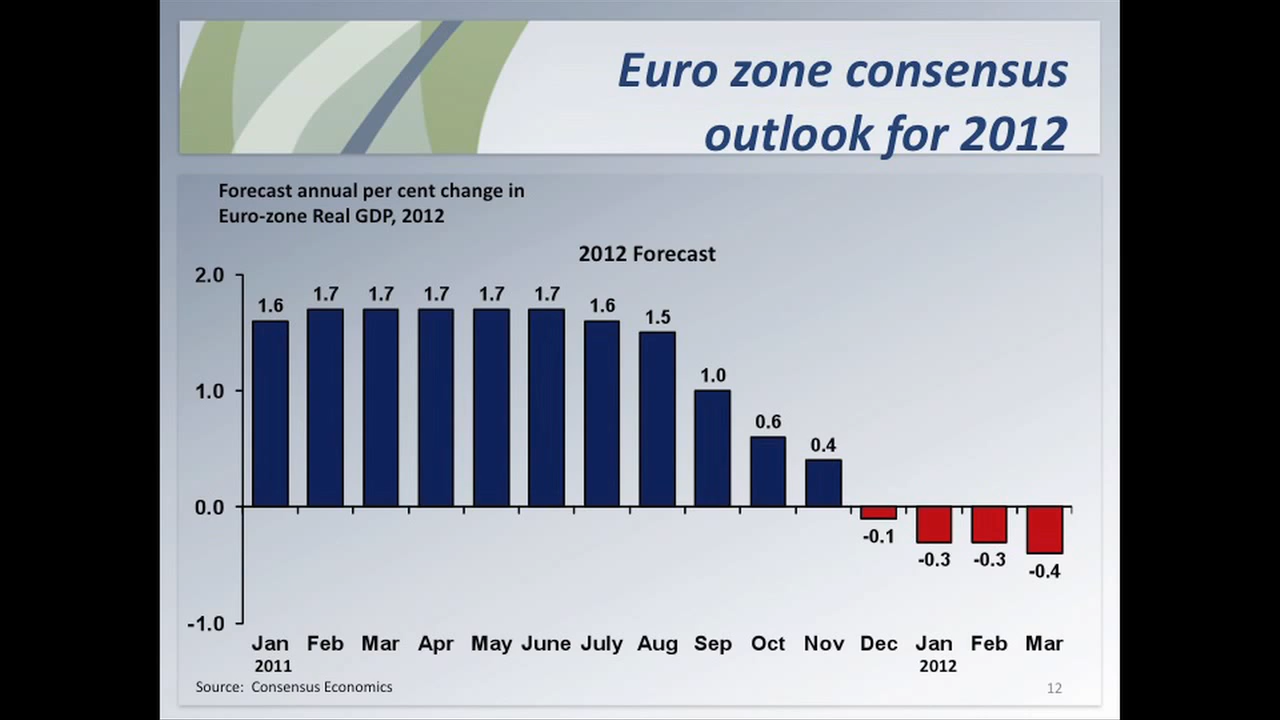 Euro zone consensus
outlook for 2012
Forecast annual per cent change in
Euro-zone Real GDP, 2012
2012 Forecast
2.0
1.0
0.0
-1.0
1.6 1.7 1.7 1.7 1.7 1.7 1.6 1.5 1.0 0.6 0.4 -0.1 -0.3 -0.3 -0.4
Jan Feb Mar Apr May June July Aug Sep Oct Nov Dec Jan Feb Mar
2011 2012
Source: Consensus Economics
12